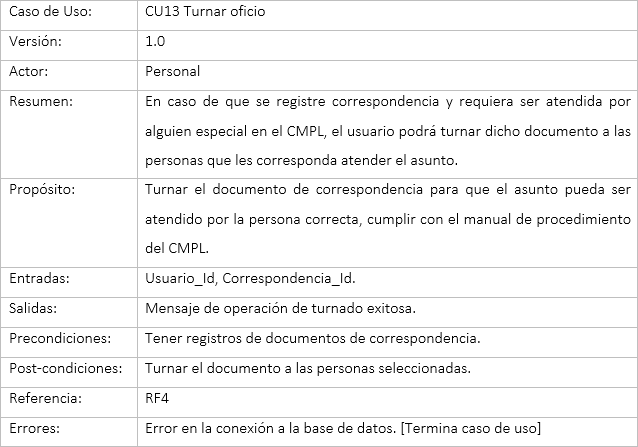 Caso de Uso: CU13 Turnar oficio
Versión: 1.0
Actor: Personal
Resumen: En caso de que se registre correspondencia y requiera ser atendida por
alguien especial en el CMPL, el usuario podrá turnar dicho documento a las
personas que les corresponda atender el asunto.
Propósito: Turnar el documento de correspondencia para que el asunto pueda ser
atendido por la persona correcta, cumplir con el manual de procedimiento
del CMPL.
Entradas: Usuario_Id, Correspondencia_Id.
Salidas: Mensaje de operación de turnado exitosa.
Precondiciones: Tener registros de documentos de correspondencia.
Post-condiciones: Turnar el documento a las personas seleccionadas.
Referencia: RF4
Errores: Error en la conexión a la base de datos. [Termina caso de uso]